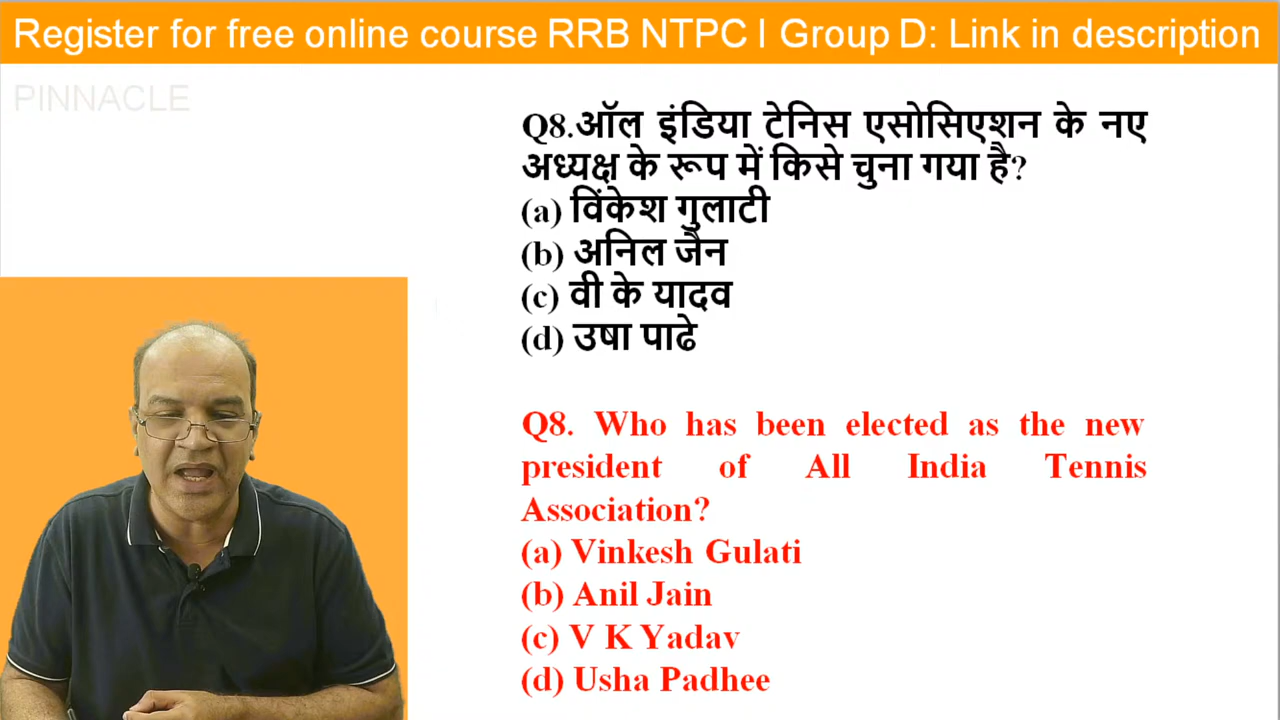 Register for free online course RRB NTPC I Group D: Link in description
PINNACLE
Q8.ऑल इंडिया टेनिस एसोसिएशन के नए
अध्यक्ष के रूप में किसे चुना गया है?
(a) विंकेश गुलाटी
(b) अनिल जैन
(c) वी के यादव
(d) उषा पाढे
Q8. Who has been elected as the new
president of All India Tennis
Association?
(a) Vinkesh Gulati
(b) Anil Jain
(c) V K Yadav
(d) Usha Padhee